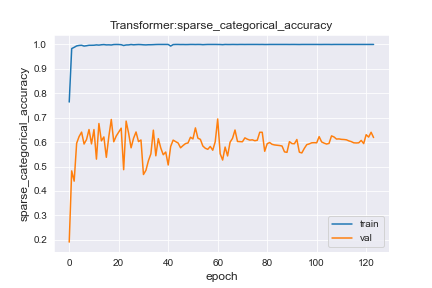 Transformer:sparse_categorical_accuracy
1.0
0.9
0.8
0.7
0.6
0.5
0.4
0.3
0.2
sparse_categorical_accuracy
0 20 40 60 80 100 120
epoch
train
val